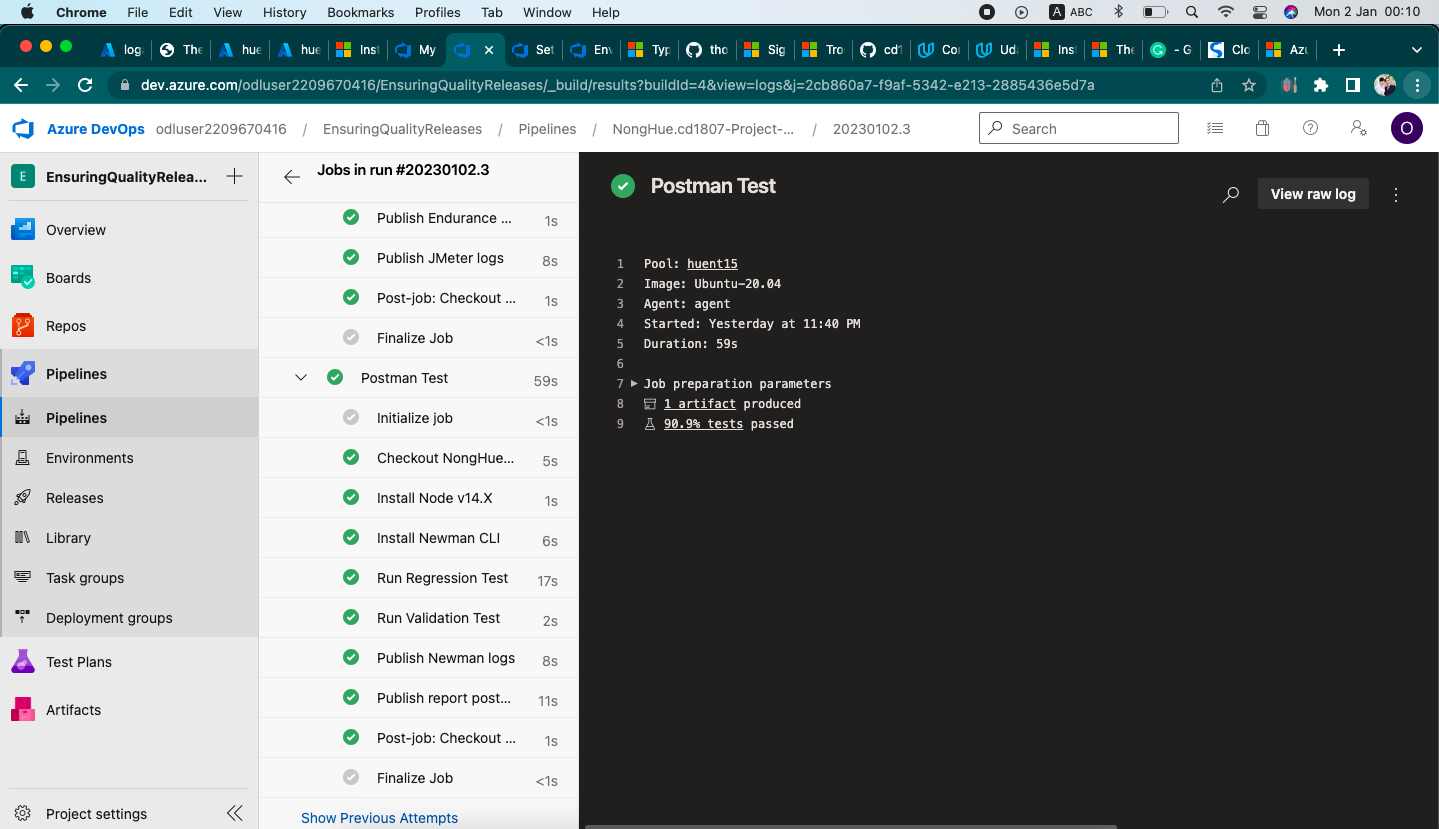 Chrome File Edit View History Bookmarks Profiles Tab Window Help A ABC Mon 2 Jan 00:10
log The hue hue Inst My Set Env Typ tho Sig Tro cd1 Cor Uda Inst The - G Clo Azu
dev.azure.com/odluser2209670416/EnsuringQualityReleases/_build/results?buildId=4&view=logs&j=2cb860a7-f9af-5342-e213-2885436e5d7a
Azure DevOps odluser2209670416 / EnsuringQualityReleases / Pipelines / NongHue.cd1807-Project-... / 20230102.3 Search O
E EnsuringQualityRelea...
Overview
Boards
Repos
Pipelines
Pipelines
Environments
Releases
Library
Task groups
Deployment groups
Test Plans
Artifacts
Project settings
Jobs in run #20230102.3
Publish Endurance ... 1s
Publish JMeter logs 8s
Post-job: Checkout ... 1s
Finalize Job <1s
Postman Test 59s
Initialize job <1s
Checkout NongHue... 5s
Install Node v14.X 1s
Install Newman CLI 6s
Run Regression Test 17s
Run Validation Test 2s
Publish Newman logs 8s
Publish report post... 11s
Post-job: Checkout ... 1s
Finalize Job <1s
Show Previous Attempts
Postman Test
View raw log
1 Pool: huent15
2 Image: Ubuntu-20.04
3 Agent: agent
4 Started: Yesterday at 11:40 PM
5 Duration: 59s
6
7 Job preparation parameters
8 1 artifact produced
9 90.9% tests passed